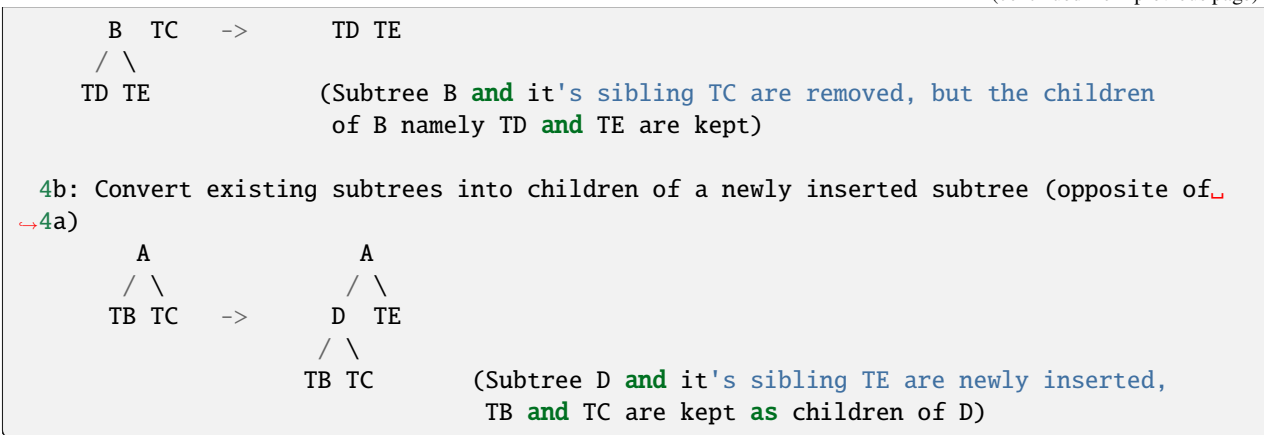 B  TC   ->       TD TE
/ \
TD TE             (Subtree B and it's sibling TC are removed, but the children
of B namely TD and TE are kept)
4b: Convert existing subtrees into children of a newly inserted subtree (opposite of␣
↪4a)
A                A
/ \              / \
TB TC   ->       D  TE
/ \
TB TC        (Subtree D and it's sibling TE are newly inserted,
TB and TC are kept as children of D)